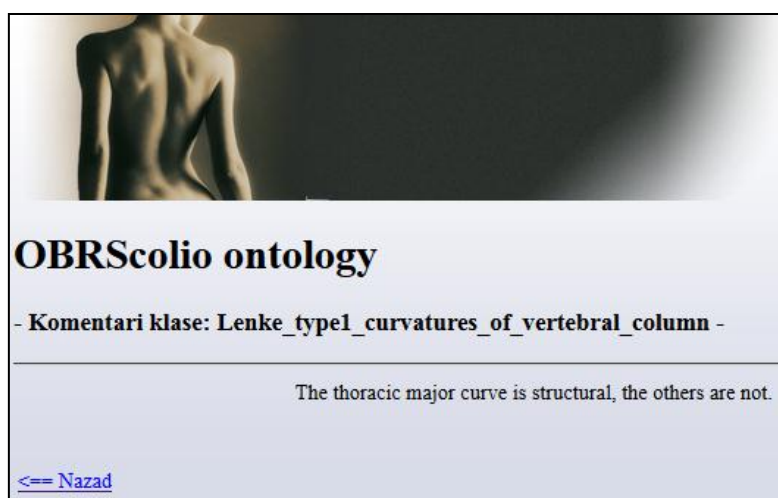 OBRScolio ontology
- Komentari klase: Lenke_type1_curvatures_of_vertebral_column -
The thoracic major curve is structural, the others are not.
<== Nazad